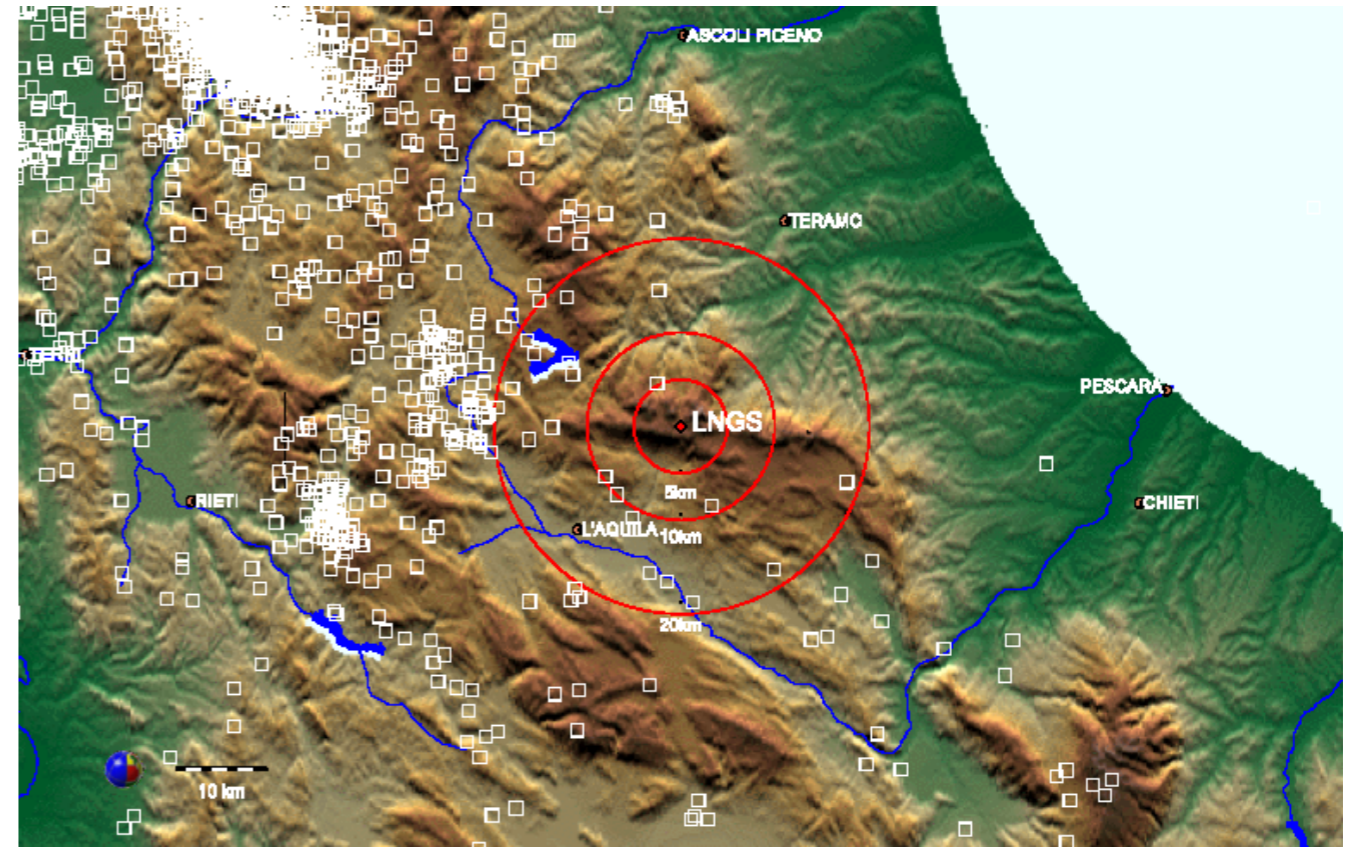 ASCOLI PICENO
TERAMO
TERNI
PESCARA
LNGS
5km
RIETI
CHIETI
L'AQUILA
10km
20km
10 km